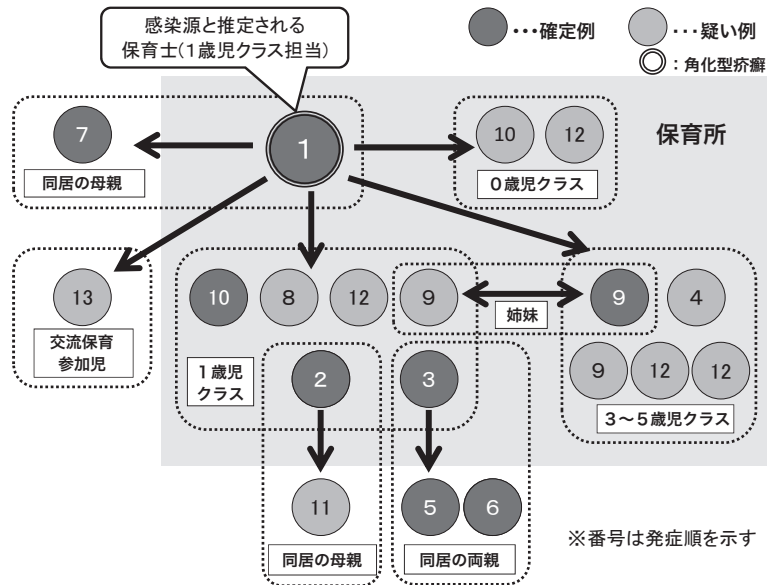 感染源と推定される
保育士(1歳児クラス担当)
●･･･確定例
●･･･疑い例
◎：角化型疥癬
保育所
7
同居の母親
1
10
12
０歳児クラス
13
交流保育
参加児
10
8
12
9
姉妹
9
4
9
12
12
３～５歳児クラス
１歳児
クラス
2
3
11
同居の母親
5
6
同居の両親
※番号は発症順を示す